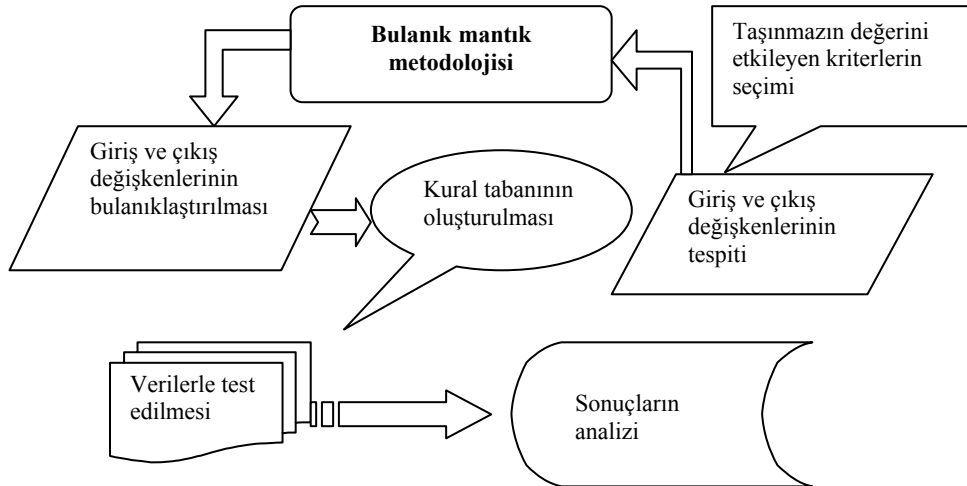 Bulanık mantık
metodolojisi
Taşınmazın değerini
etkileyen kriterlerin
seçimi
Giriş ve çıkış
değişkenlerinin
bulanıklaştırılması
Kural tabanının
oluşturulması
Giriş ve çıkış
değişkenlerinin
tespiti
Verilerle test
edilmesi
Sonuçların
analizi